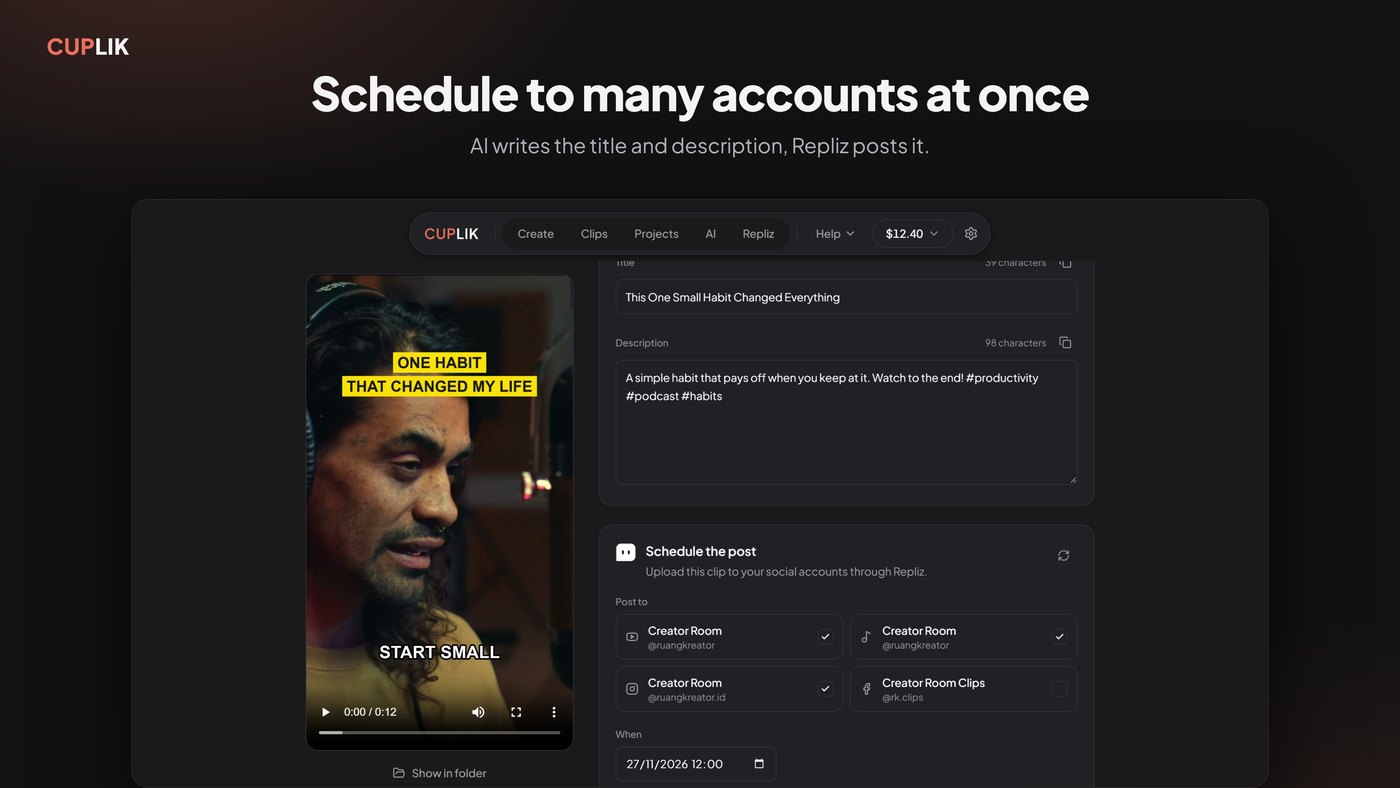 CUPLIK
Schedule to many accounts at once
AI writes the title and description, Repliz posts it.
CUPLIK
Create
Clips
Projects
AI
Repliz
Help
$12.40
Title
39 characters
This One Small Habit Changed Everything
Description
98 characters
A simple habit that pays off when you keep at it. Watch to the end! #productivity
#podcast #habits
ONE HABIT
THAT CHANGED MY LIFE
START SMALL
0:00 / 0:12
Show in folder
Schedule the post
Upload this clip to your social accounts through Repliz.
Post to
Creator Room
@ruangkreator
Creator Room
@ruangkreator
Creator Room
@ruangkreator.id
Creator Room Clips
@rk.clips
When
27/11/2026 12:00